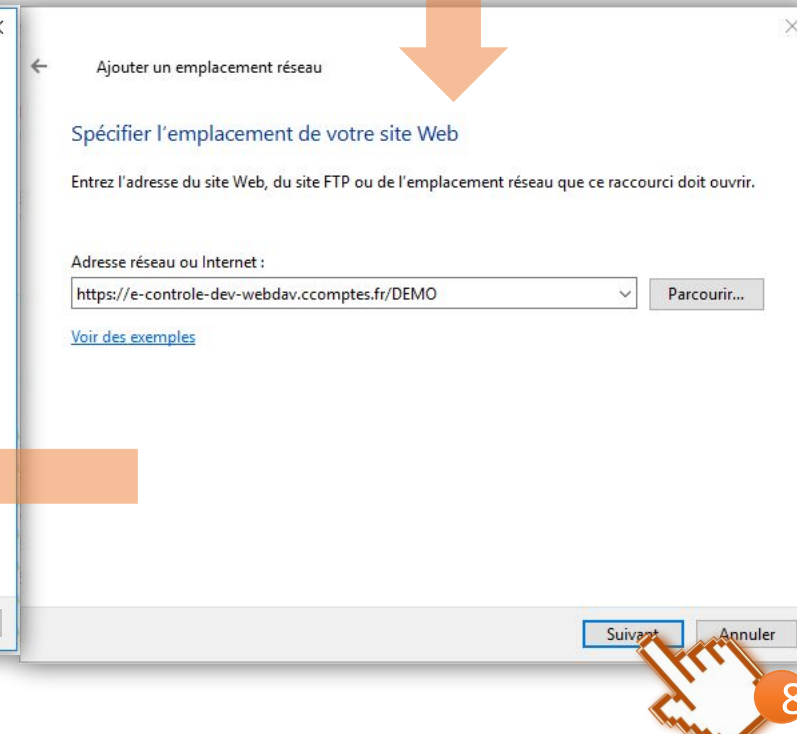 Ajouter un emplacement réseau
Spécifier l'emplacement de votre site Web
Entrez l'adresse du site Web, du site FTP ou de l'emplacement réseau que ce raccourci doit ouvrir.
Adresse réseau ou Internet :
https://e-controle-dev-webdav.ccomptes.fr/DEMO
Parcourir...
Voir des exemples
Suivant
Annuler
8